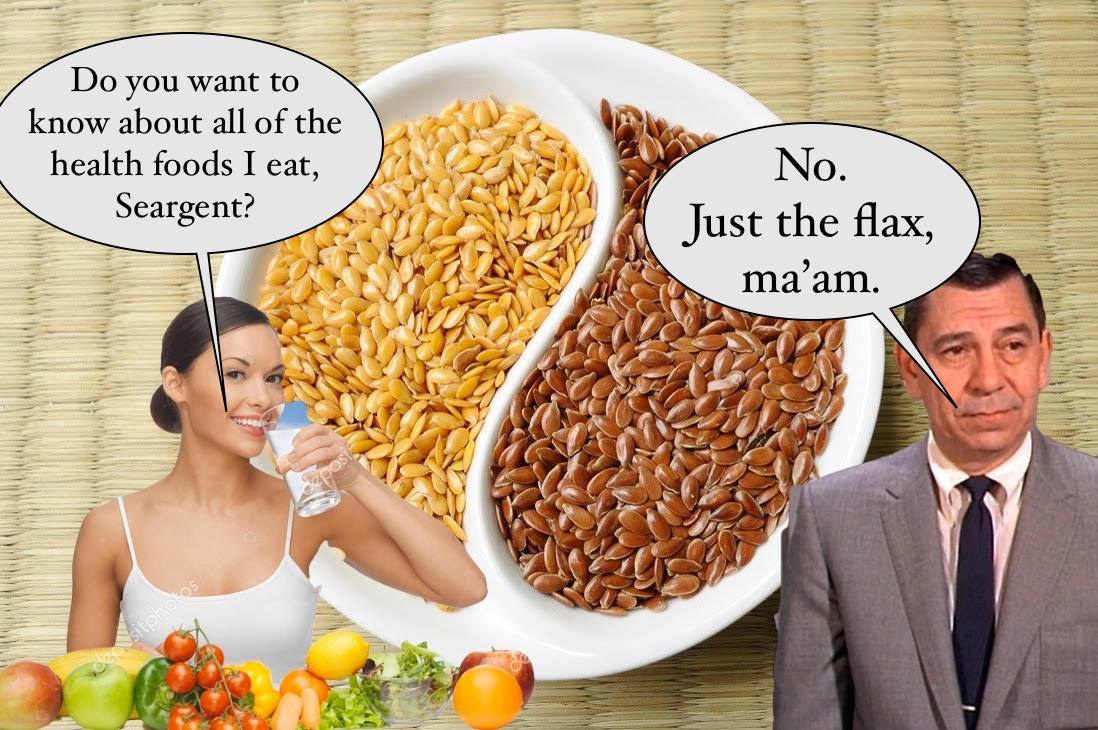 Do you want to
know about all of the
health foods I eat,
Seargent?
No.
Just the flax,
ma’am.
depositphotos